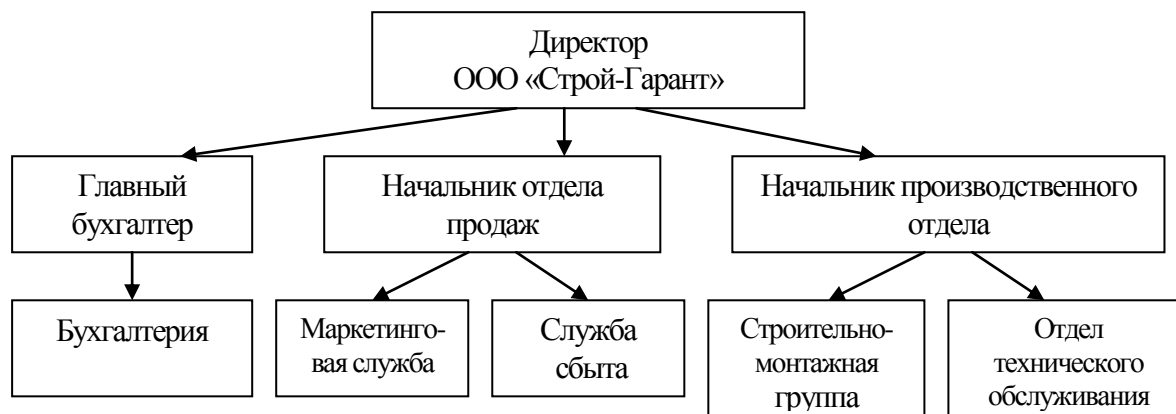 Директор
ООО «Строй-Гарант»
Главный
бухгалтер
Начальник отдела
продаж
Начальник производственного
отдела
Бухгалтерия
Маркетинго-
вая служба
Служба
сбыта
Строительно-
монтажная
группа
Отдел
технического
обслуживания